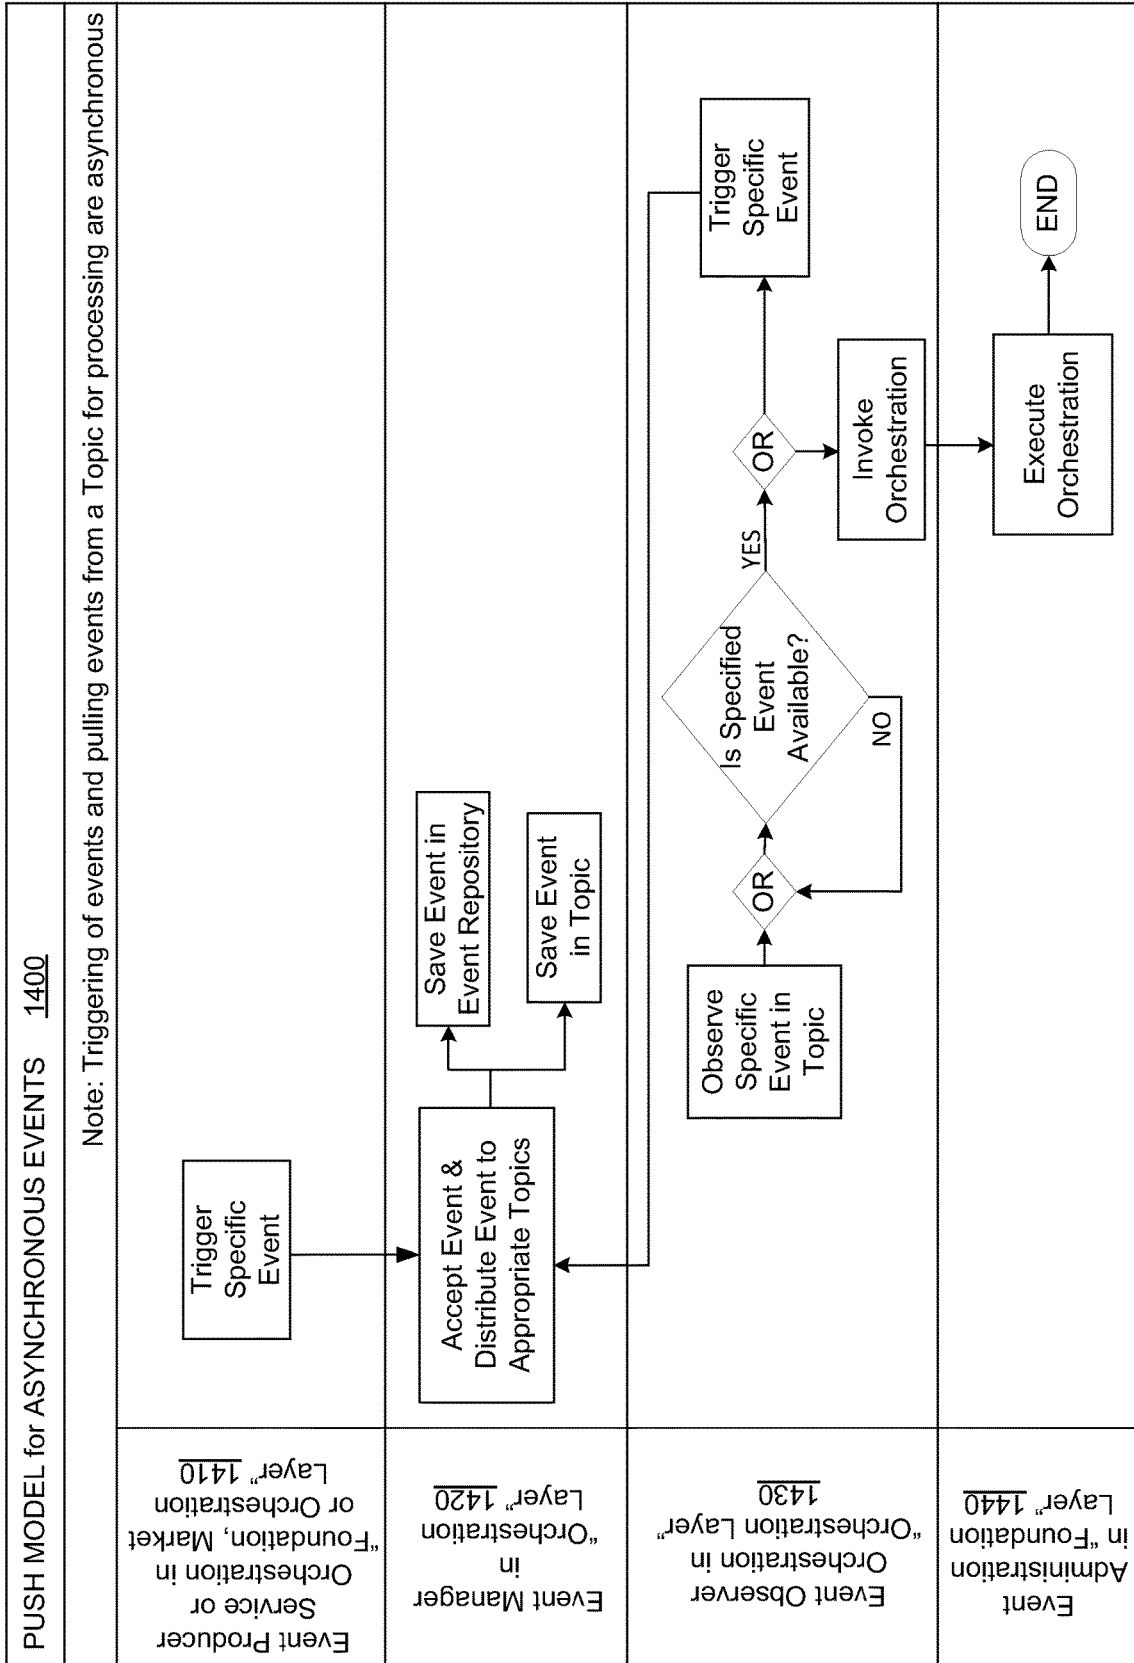 PUSH MODEL for ASYNCHRONOUS EVENTS 1400
Note: Triggering of events and pulling events from a Topic for processing are asynchronous
Event Producer
Service or
Orchestration in
“Foundation, Market
or Orchestration
Layer” 1410
Trigger
Specific
Event
Event Manager
in
“Orchestration
Layer” 1420
Accept Event &
Distribute Event to
Appropriate Topics
Save Event in
Event Repository
Save Event
in Topic
Event Observer
Orchestration in
“Orchestration Layer”
1430
Observe
Specific
Event in
Topic
OR
Is Specified
Event
Available?
YES
NO
OR
Trigger
Specific
Event
Invoke
Orchestration
Event
Administration
in “Foundation
Layer” 1440
Execute
Orchestration
END